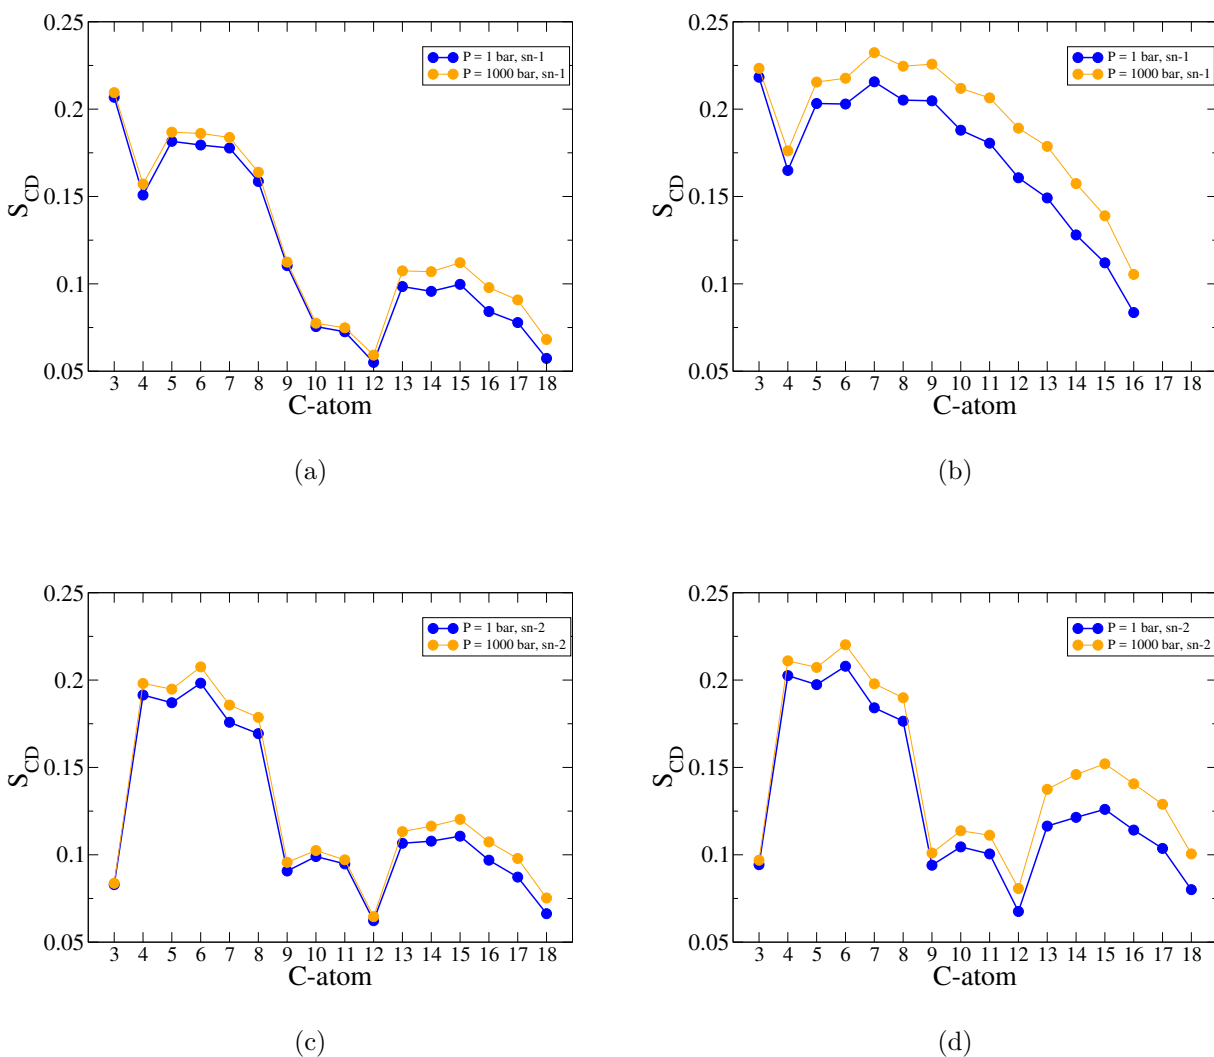 0.25
P = 1 bar, sn-1
P = 1000 bar, sn-1
0.2
0.15
0.1
0.05
S_CD
3 4 5 6 7 8 9 10 11 12 13 14 15 16 17 18
C-atom
(a)
0.25
P = 1 bar, sn-1
P = 1000 bar, sn-1
0.2
0.15
0.1
0.05
S_CD
3 4 5 6 7 8 9 10 11 12 13 14 15 16 17 18
C-atom
(b)
0.25
P = 1 bar, sn-2
P = 1000 bar, sn-2
0.2
0.15
0.1
0.05
S_CD
3 4 5 6 7 8 9 10 11 12 13 14 15 16 17 18
C-atom
(c)
0.25
P = 1 bar, sn-2
P = 1000 bar, sn-2
0.2
0.15
0.1
0.05
S_CD
3 4 5 6 7 8 9 10 11 12 13 14 15 16 17 18
C-atom
(d)